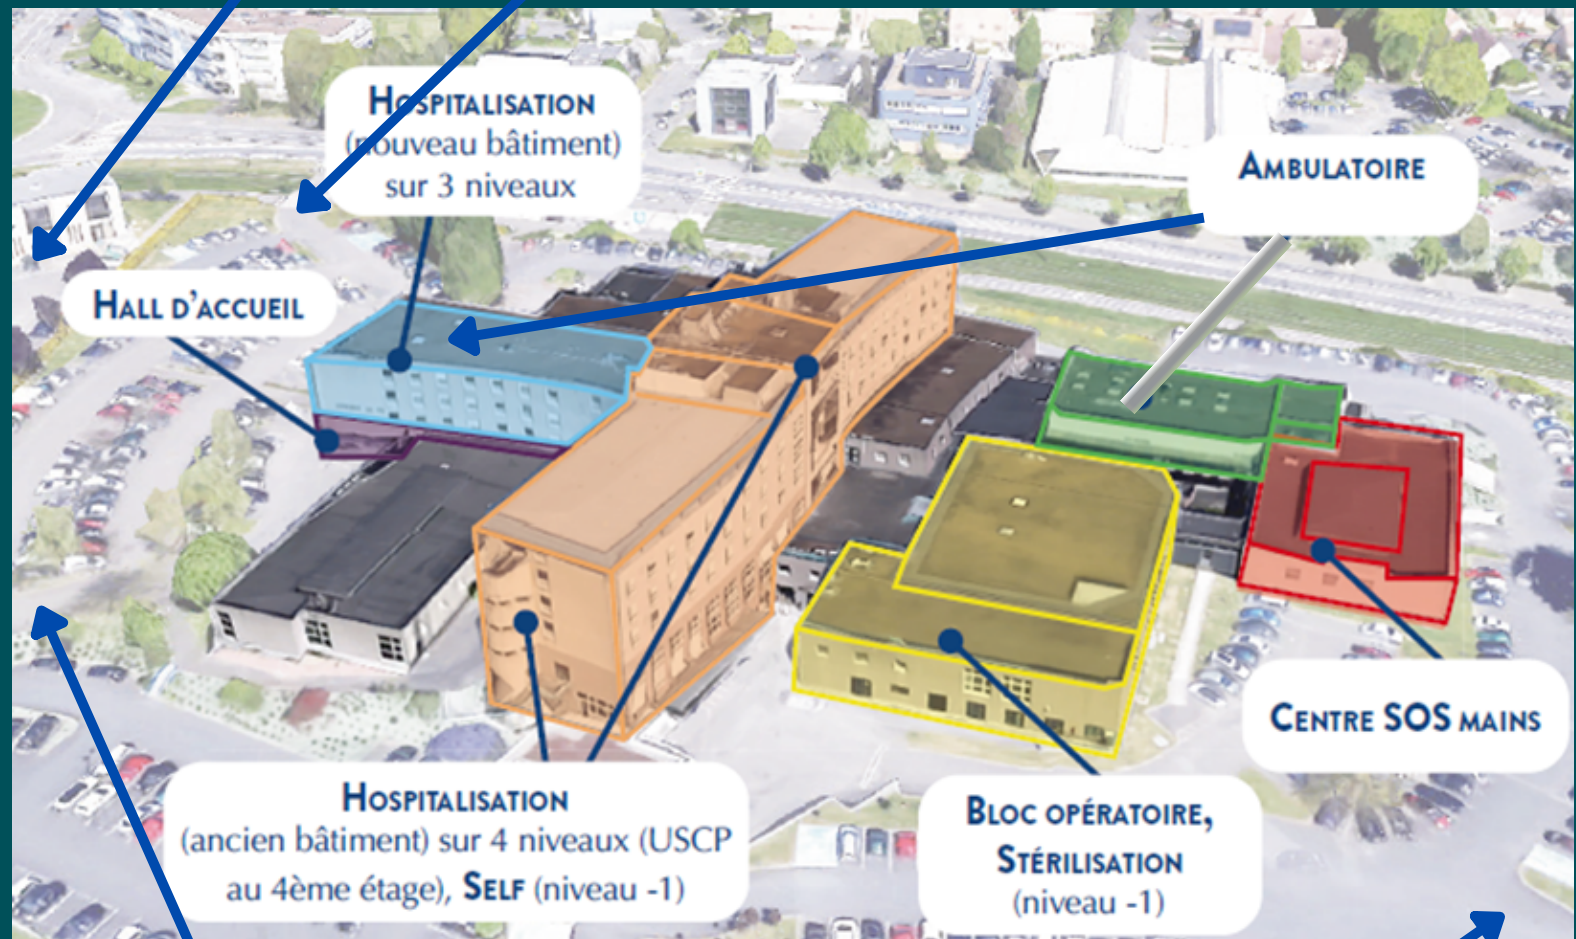 HOSPITALISATION
(nouveau bâtiment)
sur 3 niveaux
AMBULATOIRE
HALL D'ACCUEIL
CENTRE SOS MAINS
HOSPITALISATION
(ancien bâtiment) sur 4 niveaux (USCP
au 4ème étage), SELF (niveau -1)
BLOC OPÉRATOIRE,
STÉRILISATION
(niveau -1)